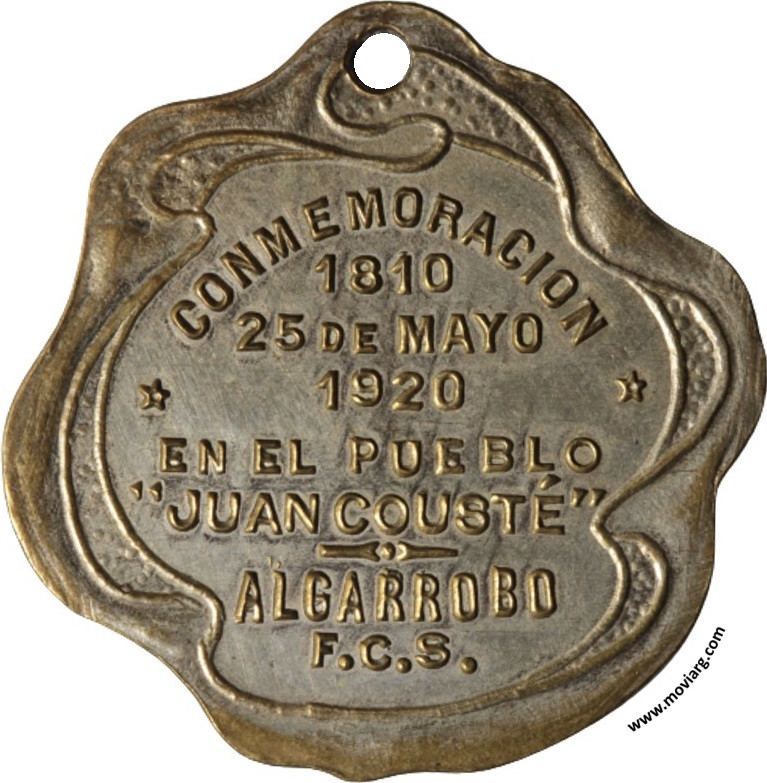 CONMEMORACION
1810
25 DE MAYO
1920
EN EL PUEBLO
"JUAN COUSTÉ"
ALGARROBO
F.C.S.
www.moviarg.com